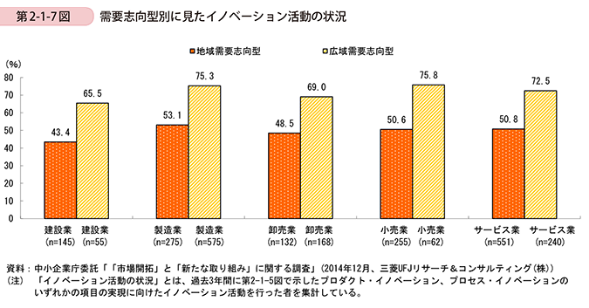 第2-1-7図 需要志向型別に見たイノベーション活動の状況
地域需要志向型 広域需要志向型
(%)
80
70
60
50
40
30
20
10
0
43.4 65.5 53.1 75.3 48.5 69.0 50.6 75.8 50.8 72.5
建設業 建設業 製造業 製造業 卸売業 卸売業 小売業 小売業 サービス業 サービス業
(n=145) (n=55) (n=275) (n=575) (n=132) (n=168) (n=255) (n=62) (n=551) (n=240)
資料：中小企業庁委託「「市場開拓」と「新たな取り組み」に関する調査」（2014年12月、三菱UFJリサーチ&コンサルティング（株））
（注） 「イノベーション活動の状況」とは、過去3年間に第2-1-5図で示したプロダクト・イノベーション、プロセス・イノベーションの
いずれかの項目の実現に向けたイノベーション活動を行った者を集計している。